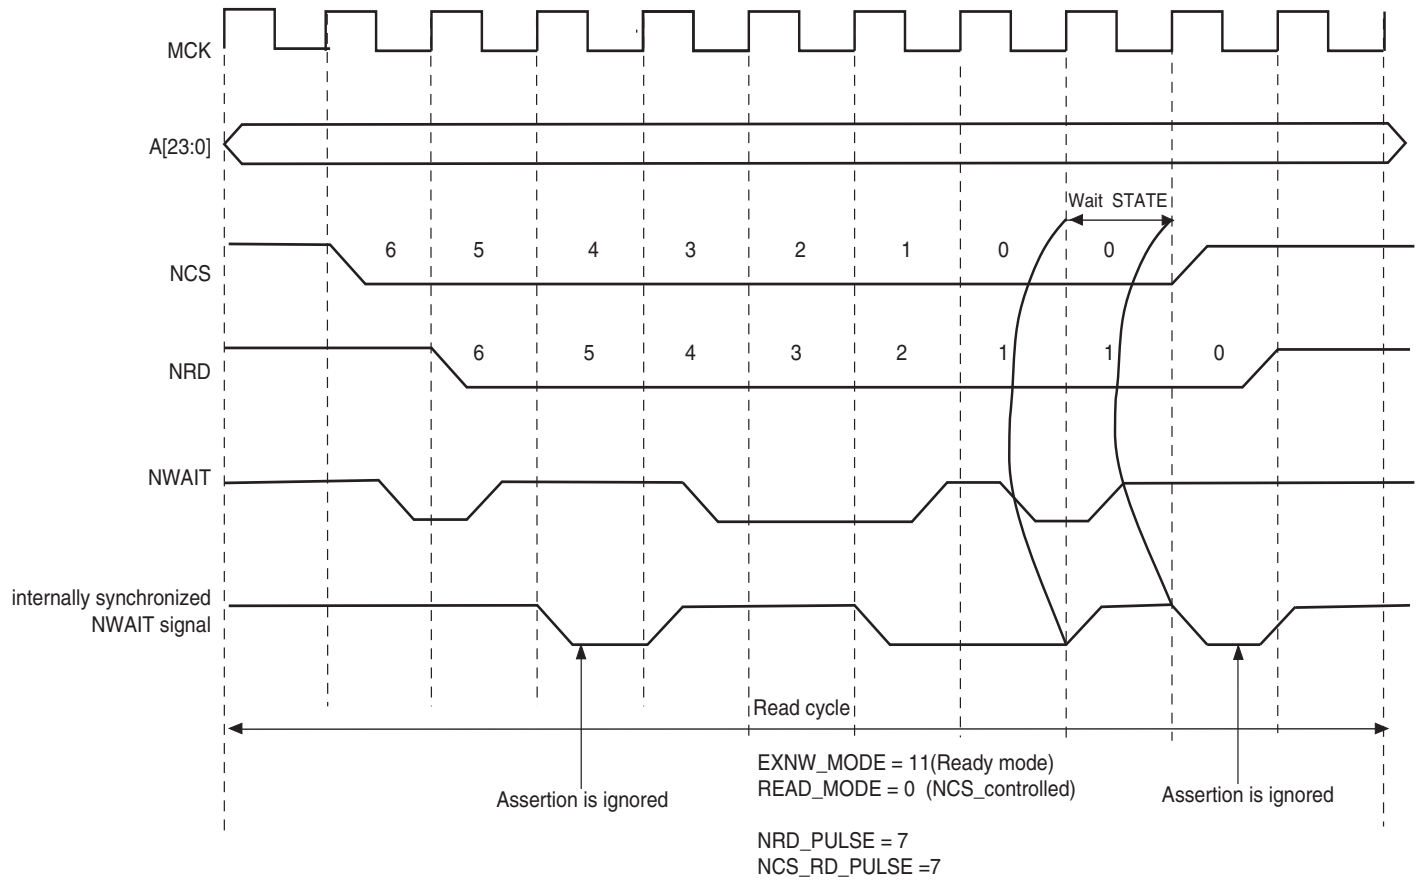 MCK
A[23:0]
Wait STATE
NCS
6 5 4 3 2 1 0 0
NRD
6 5 4 3 2 1 1 0
NWAIT
internally synchronized
NWAIT signal
Read cycle
Assertion is ignored
EXNW_MODE = 11(Ready mode)
READ_MODE = 0 (NCS_controlled)
Assertion is ignored
NRD_PULSE = 7
NCS_RD_PULSE =7